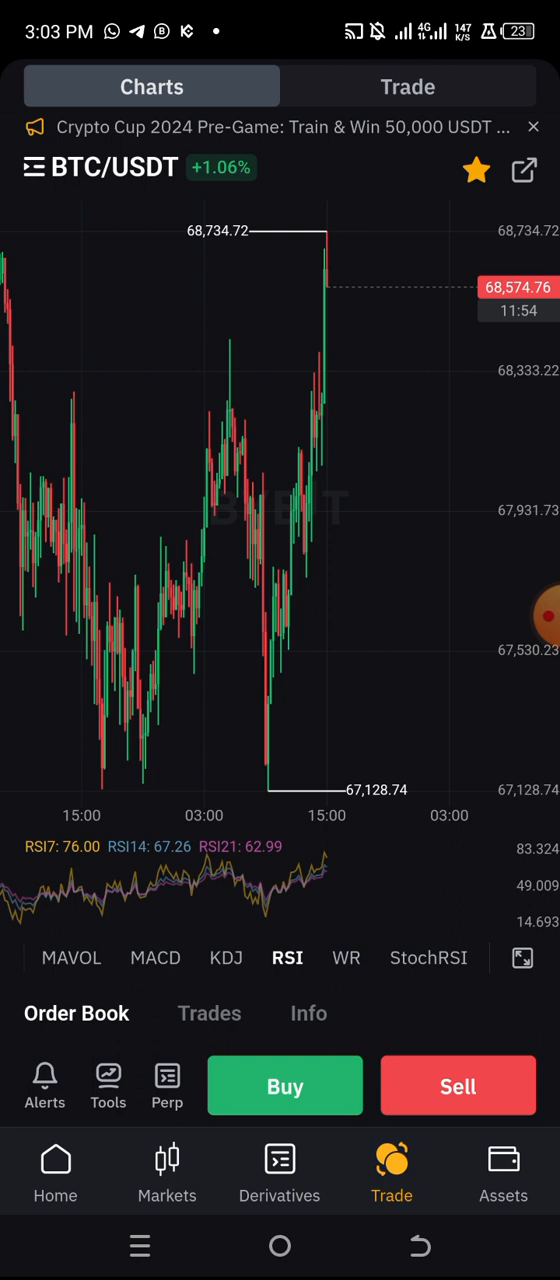 3:03 PM 4G 147 K/S 23
Charts Trade
Crypto Cup 2024 Pre-Game: Train & Win 50,000 USDT ...
BTC/USDT +1.06%
68,734.72 68,734.72
68,574.76
11:54
68,333.22
BYBIT
67,931.73
67,530.23
67,128.74 67,128.74
15:00 03:00 15:00 03:00
RSI7: 76.00 RSI14: 67.26 RSI21: 62.99 83.324
49.009
14.693
MAVOL MACD KDJ RSI WR StochRSI
Order Book Trades Info
Alerts Tools Perp Buy Sell
Home Markets Derivatives Trade Assets